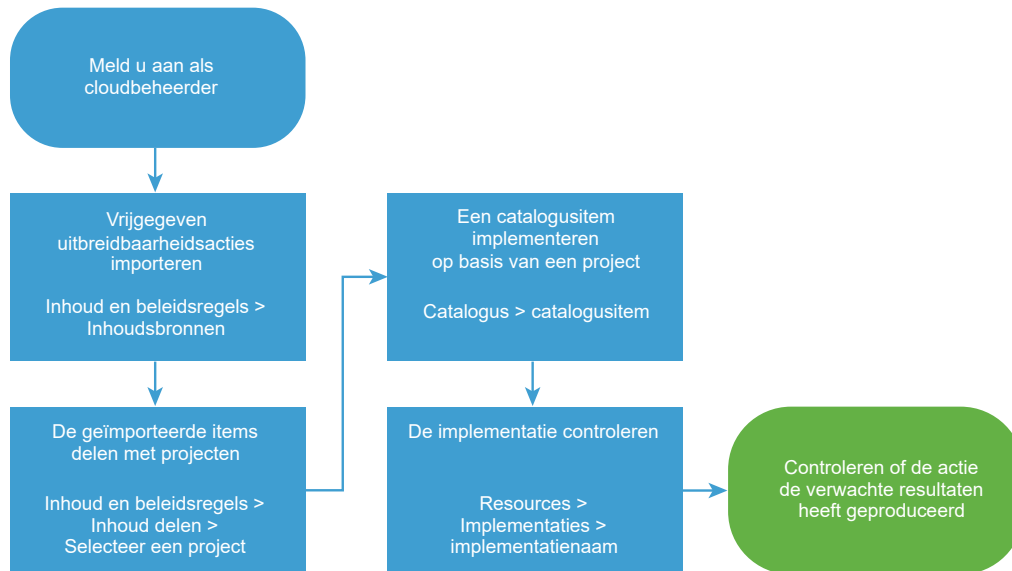 Meld u aan als
cloudbeheerder
Vrijgegeven
uitbreidbaarheidsacties
importeren
Inhoud en beleidsregels >
Inhoudsbronnen
De geïmporteerde items
delen met projecten
Inhoud en beleidsregels >
Inhoud delen >
Selecteer een project
Een catalogusitem
implementeren
op basis van een project
Catalogus > catalogusitem
De implementatie controleren
Resources >
Implementaties >
implementatienaam
Controleren of de actie
de verwachte resultaten
heeft geproduceerd